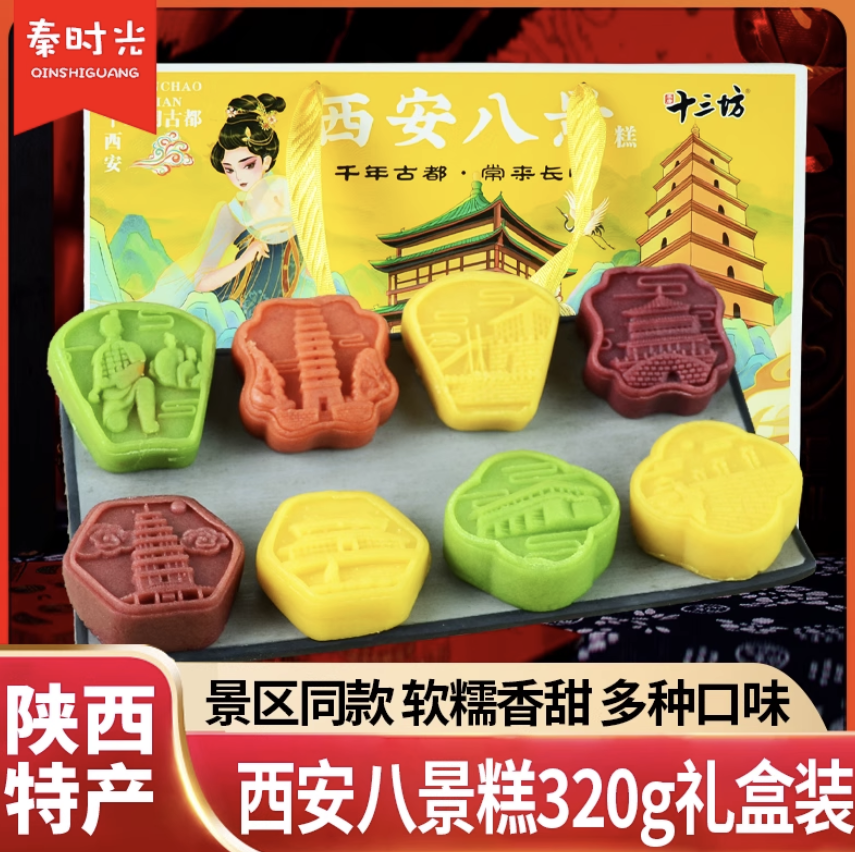 秦时光
QINSHIGUANG
西安八景
糕
十三坊
千年古都·常来长
西安
古都
景区同款 软糯香甜 多种口味
陕西
特产
西安八景糕320g礼盒装